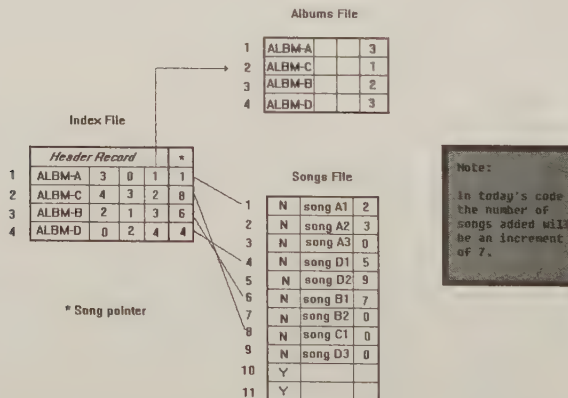 Albums File
1 ALBM-A 3
2 ALBM-C 1
3 ALBM-B 2
4 ALBM-D 3
Index File
Header Record *
1 ALBM-A 3 0 1 1
2 ALBM-C 4 3 2 8
3 ALBM-B 2 1 3 6
4 ALBM-D 0 2 4 4
* Song pointer
Songs File
1 N song A1 2
2 N song A2 3
3 N song A3 0
4 N song D1 5
5 N song D2 9
6 N song B1 7
7 N song B2 0
8 N song C1 0
9 N song D3 0
10 Y
11 Y
Note:
in today's code
the number of
songs added will
be an increment
of 7.